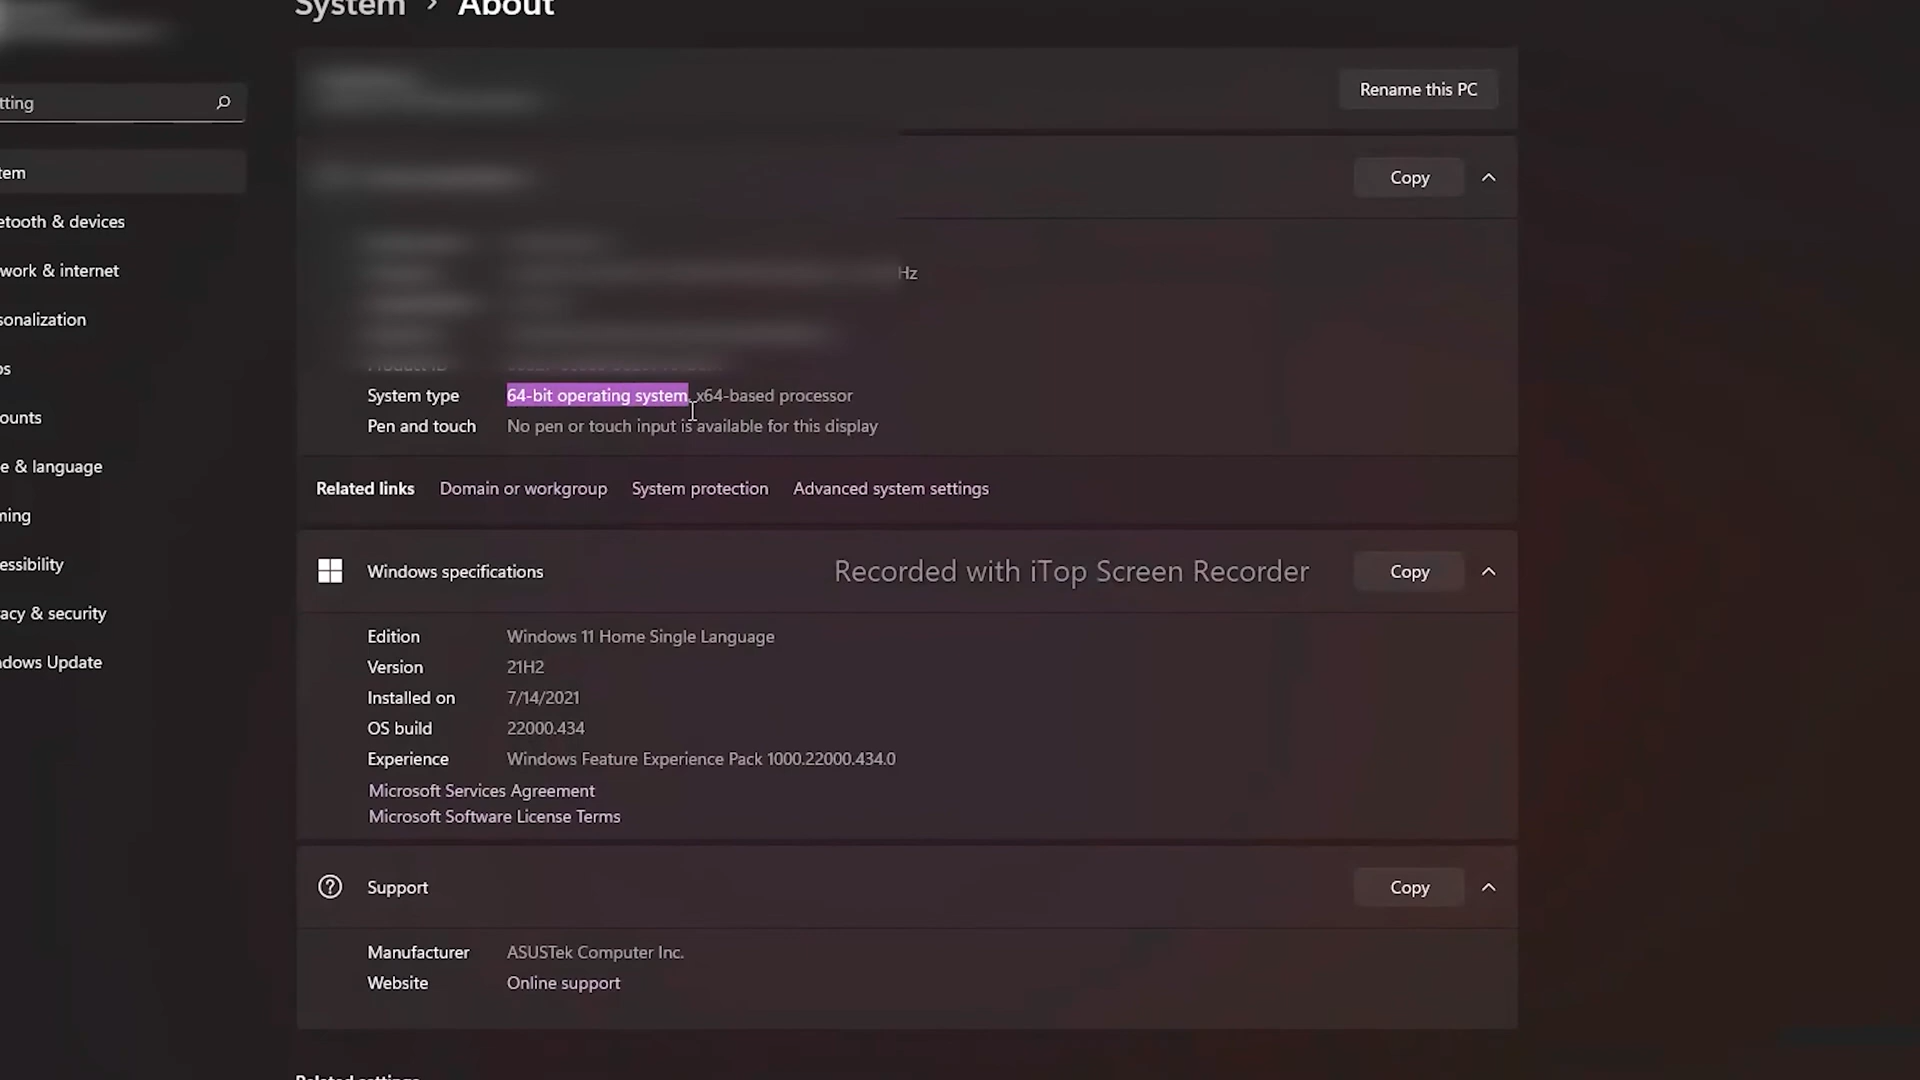 System > About
Rename this PC
tting
Copy
tem
etooth & devices
work & internet
Hz
sonalization
os
System type 64-bit operating system, x64-based processor
ounts
Pen and touch No pen or touch input is available for this display
e & language
Related links Domain or workgroup System protection Advanced system settings
ming
essibility
Windows specifications Recorded with iTop Screen Recorder Copy
acy & security
Edition Windows 11 Home Single Language
dows Update
Version 21H2
Installed on 7/14/2021
OS build 22000.434
Experience Windows Feature Experience Pack 1000.22000.434.0
Microsoft Services Agreement
Microsoft Software License Terms
Support Copy
Manufacturer ASUSTek Computer Inc.
Website Online support
Related settings